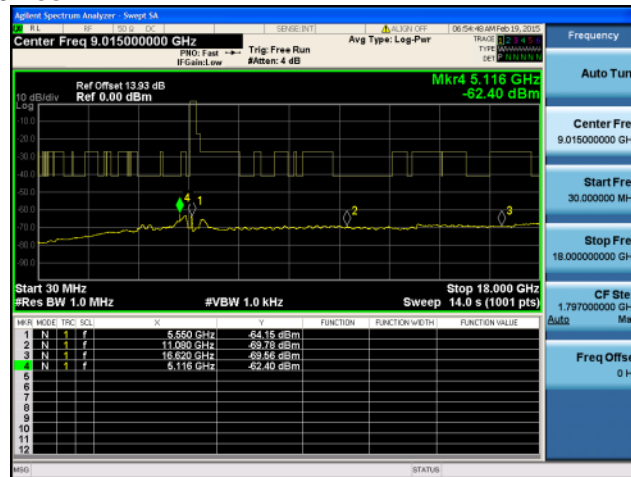 Agilent Spectrum Analyzer - Swept SA
RL RF 50 Ω DC SENSE:INT ALIGN OFF 06:54:48 AM Feb 19, 2015
Center Freq 9.015000000 GHz
PNO: Fast
IFGain:Low
Trig: Free Run
#Atten: 4 dB
Avg Type: Log-Pwr
TRACE 1 2 3 4 5 6
TYPE
DET P N N N N N
Frequency
Auto Tun
Mkr4 5.116 GHz
-62.40 dBm
Ref Offset 13.93 dB
10 dB/div Ref 0.00 dBm
Log
-10.0
-20.0
-30.0
-40.0
-50.0
-60.0
-70.0
-80.0
-90.0
4
1
2
3
Center Fre
9.015000000 GH
Start Fre
30.000000 MH
Stop Fre
18.000000000 GH
Start 30 MHz Stop 18.000 GHz
#Res BW 1.0 MHz #VBW 1.0 kHz Sweep 14.0 s (1001 pts)
CF Ste
1.797000000 GH
Auto Ma
Freq Offse
0 H
MKR MODE TRC SCL X Y FUNCTION FUNCTION WIDTH FUNCTION VALUE
1 N 1 f 5.550 GHz -64.15 dBm
2 N 1 f 11.080 GHz -69.78 dBm
3 N 1 f 16.620 GHz -69.56 dBm
4 N 1 f 5.116 GHz -62.40 dBm
5
6
7
8
9
10
11
12
MSG STATUS